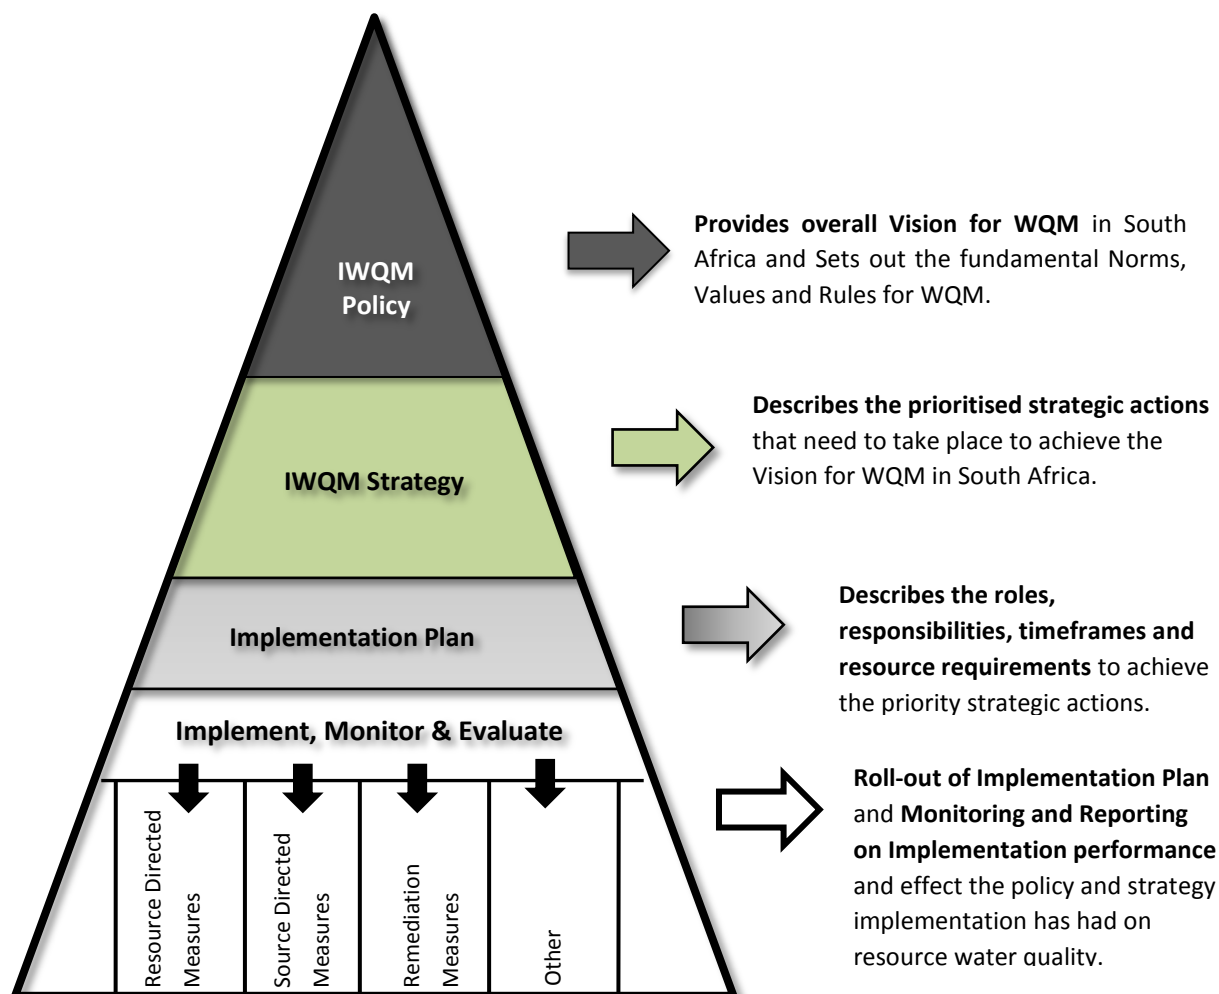 IWQM
Policy
Provides overall Vision for WQM in South
Africa and Sets out the fundamental Norms,
Values and Rules for WQM.
IWQM Strategy
Describes the prioritised strategic actions
that need to take place to achieve the
Vision for WQM in South Africa.
Implementation Plan
Describes the roles,
responsibilities, timeframes and
resource requirements to achieve
the priority strategic actions.
Implement, Monitor & Evaluate
Resource Directed
Measures
Source Directed
Measures
Remediation
Measures
Other
Roll-out of Implementation Plan
and Monitoring and Reporting
on Implementation performance
and effect the policy and strategy
implementation has had on
resource water quality.